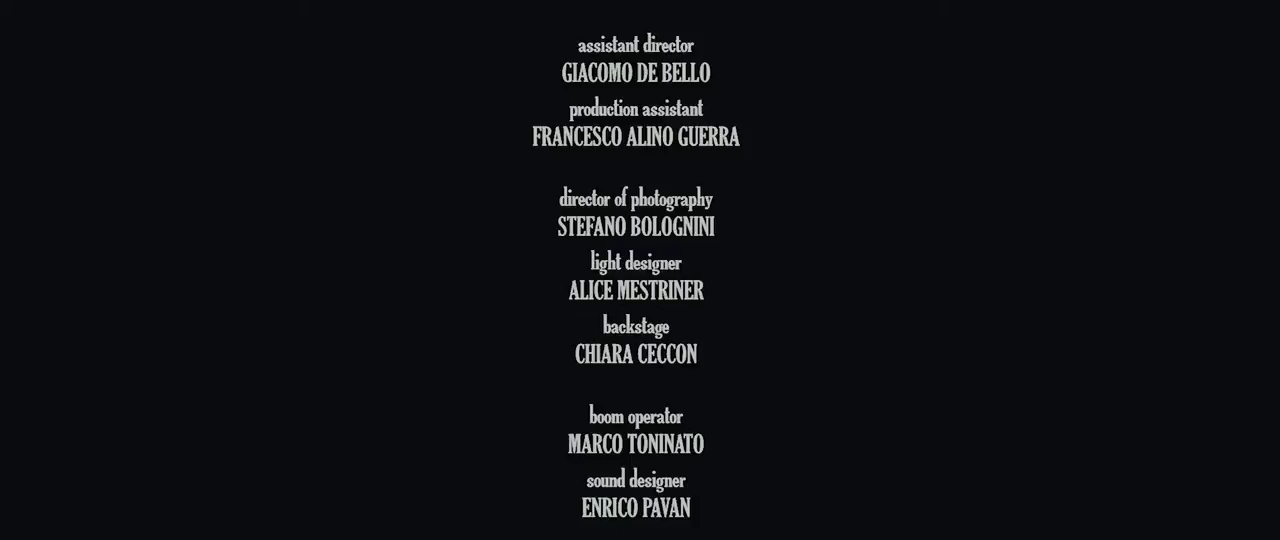 assistant director
GIACOMO DE BELLO
production assistant
FRANCESCO ALINO GUERRA
director of photography
STEFANO BOLOGNINI
light designer
ALICE MESTRINER
backstage
CHIARA CECCON
boom operator
MARCO TONINATO
sound designer
ENRICO PAVAN